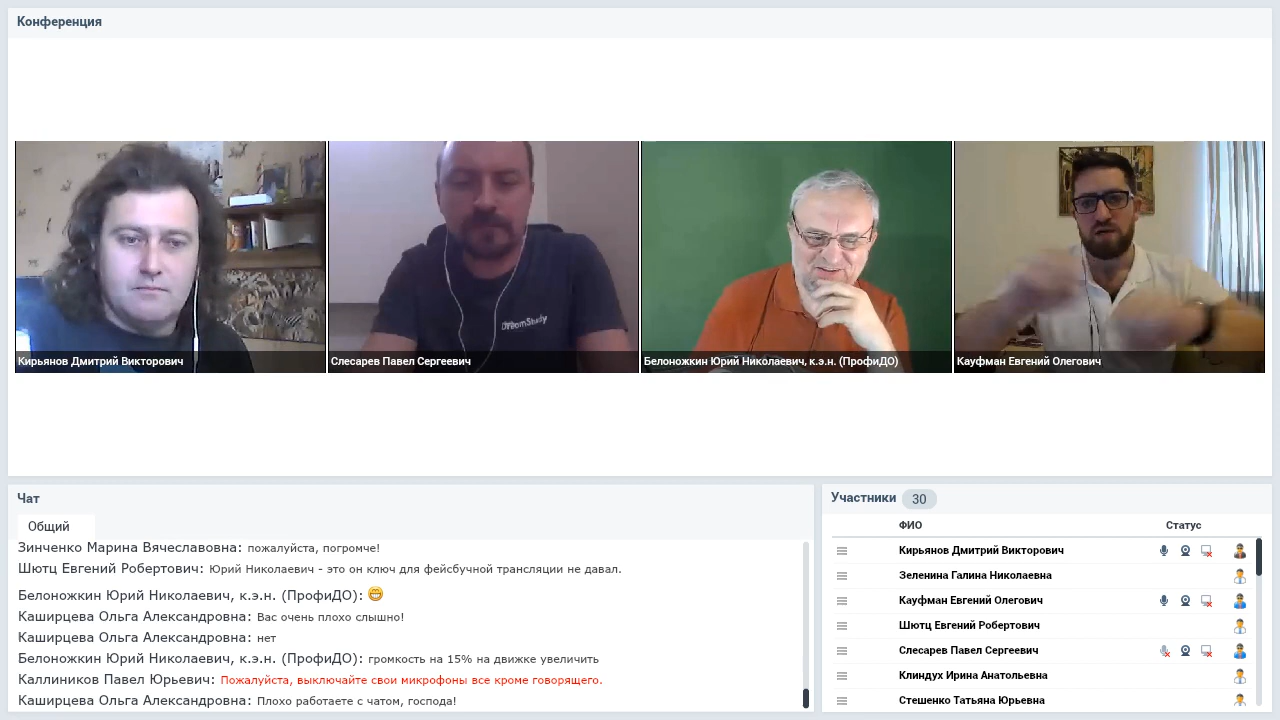 Конференция
DreamStudy
Кирьянов Дмитрий Викторович
Слесарев Павел Сергеевич
Белоножкин Юрий Николаевич, к.э.н. (ПрофиДО)
Кауфман Евгений Олегович
Чат
Общий
Зинченко Марина Вячеславовна: пожалуйста, погромче!
Шютц Евгений Робертович: Юрий Николаевич - это он ключ для фейсбучной трансляции не давал.
Белоножкин Юрий Николаевич, к.э.н. (ПрофиДО):
Каширцева Ольга Александровна: Вас очень плохо слышно!
Каширцева Ольга Александровна: нет
Белоножкин Юрий Николаевич, к.э.н. (ПрофиДО): громкость на 15% на движке увеличить
Каллиников Павел Юрьевич: Пожалуйста, выключайте свои микрофоны все кроме говорящего.
Каширцева Ольга Александровна: Плохо работаете с чатом, господа!
Участники 30
ФИО Статус
Кирьянов Дмитрий Викторович
Зеленина Галина Николаевна
Кауфман Евгений Олегович
Шютц Евгений Робертович
Слесарев Павел Сергеевич
Клиндух Ирина Анатольевна
Стешенко Татьяна Юрьевна